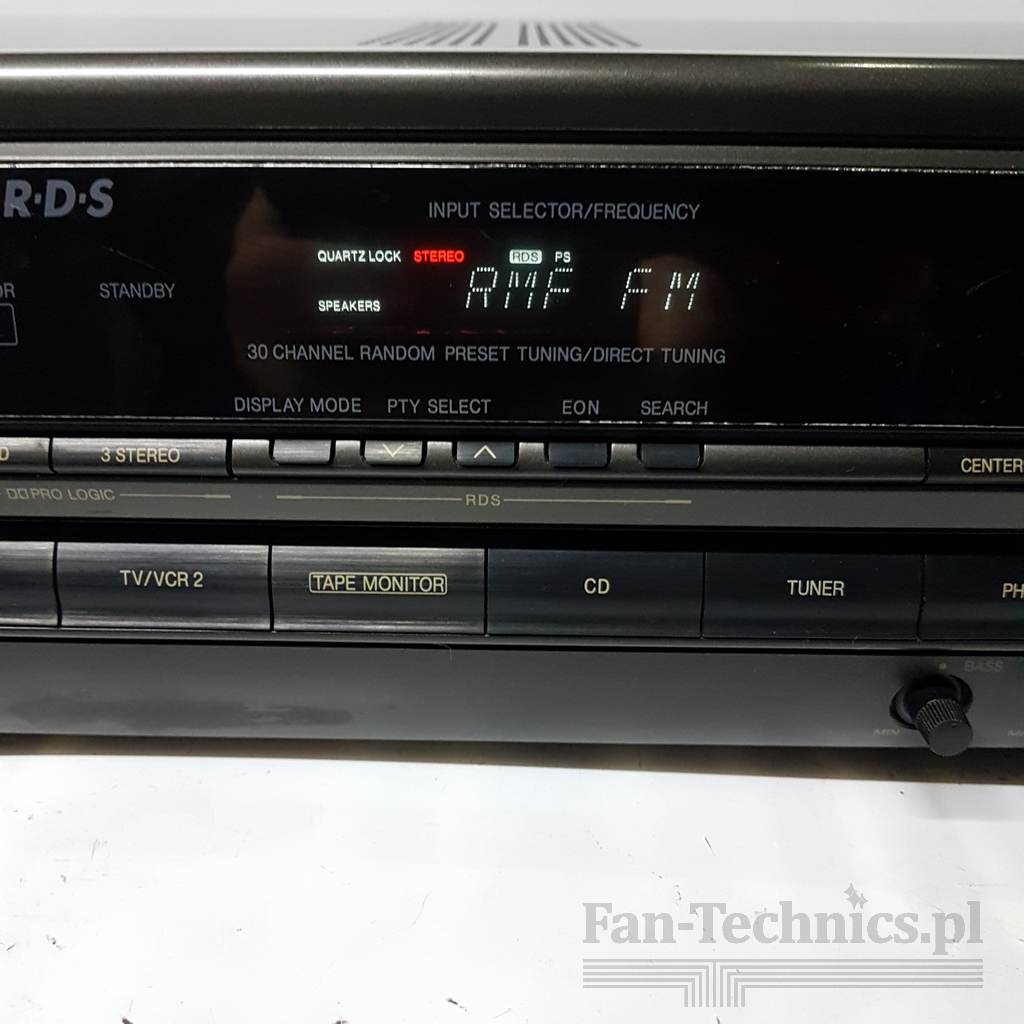 R·D·S
INPUT SELECTOR/FREQUENCY
QUARTZ LOCK STEREO RDS PS
STANDBY
RMF FM
SPEAKERS
30 CHANNEL RANDOM PRESET TUNING/DIRECT TUNING
DISPLAY MODE PTY SELECT EON SEARCH
3 STEREO
CENTER
PRO LOGIC
RDS
TV/VCR 2
TAPE MONITOR
CD
TUNER
PH
BASS
MIN
Fan-Technics.pl